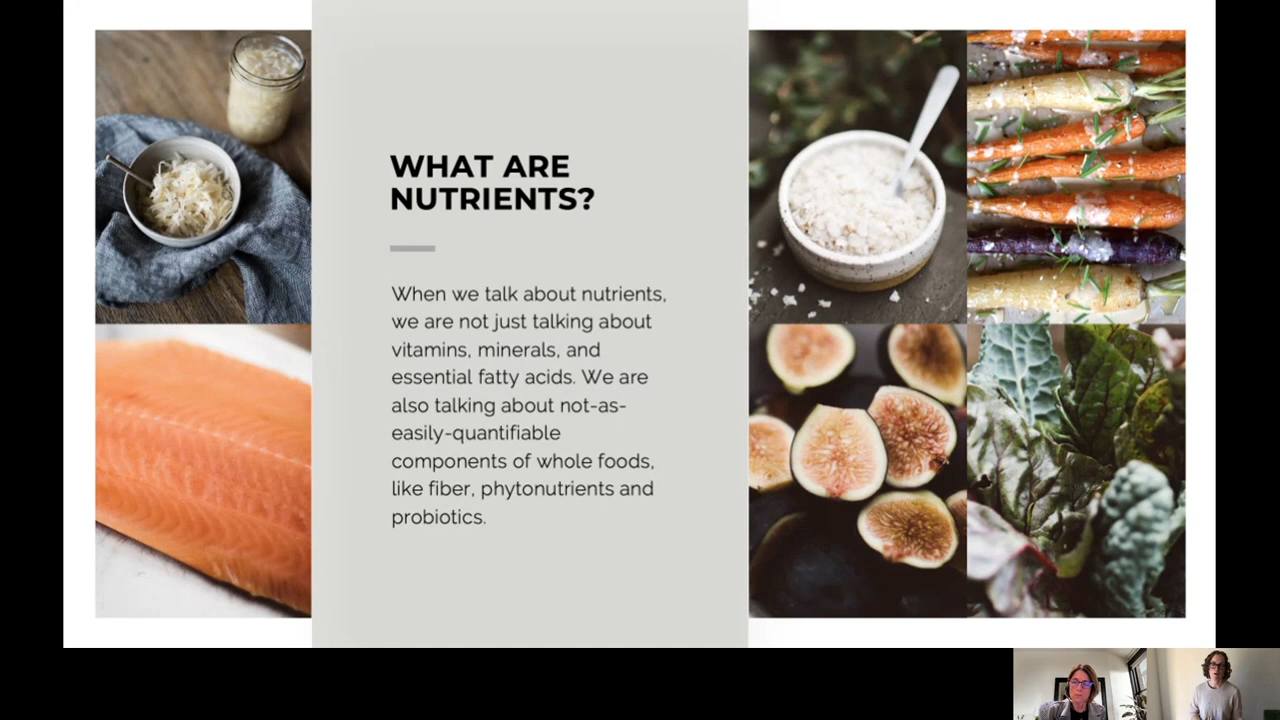 WHAT ARE
NUTRIENTS?
When we talk about nutrients,
we are not just talking about
vitamins, minerals, and
essential fatty acids. We are
also talking about not-as-
easily-quantifiable
components of whole foods,
like fiber, phytonutrients and
probiotics.